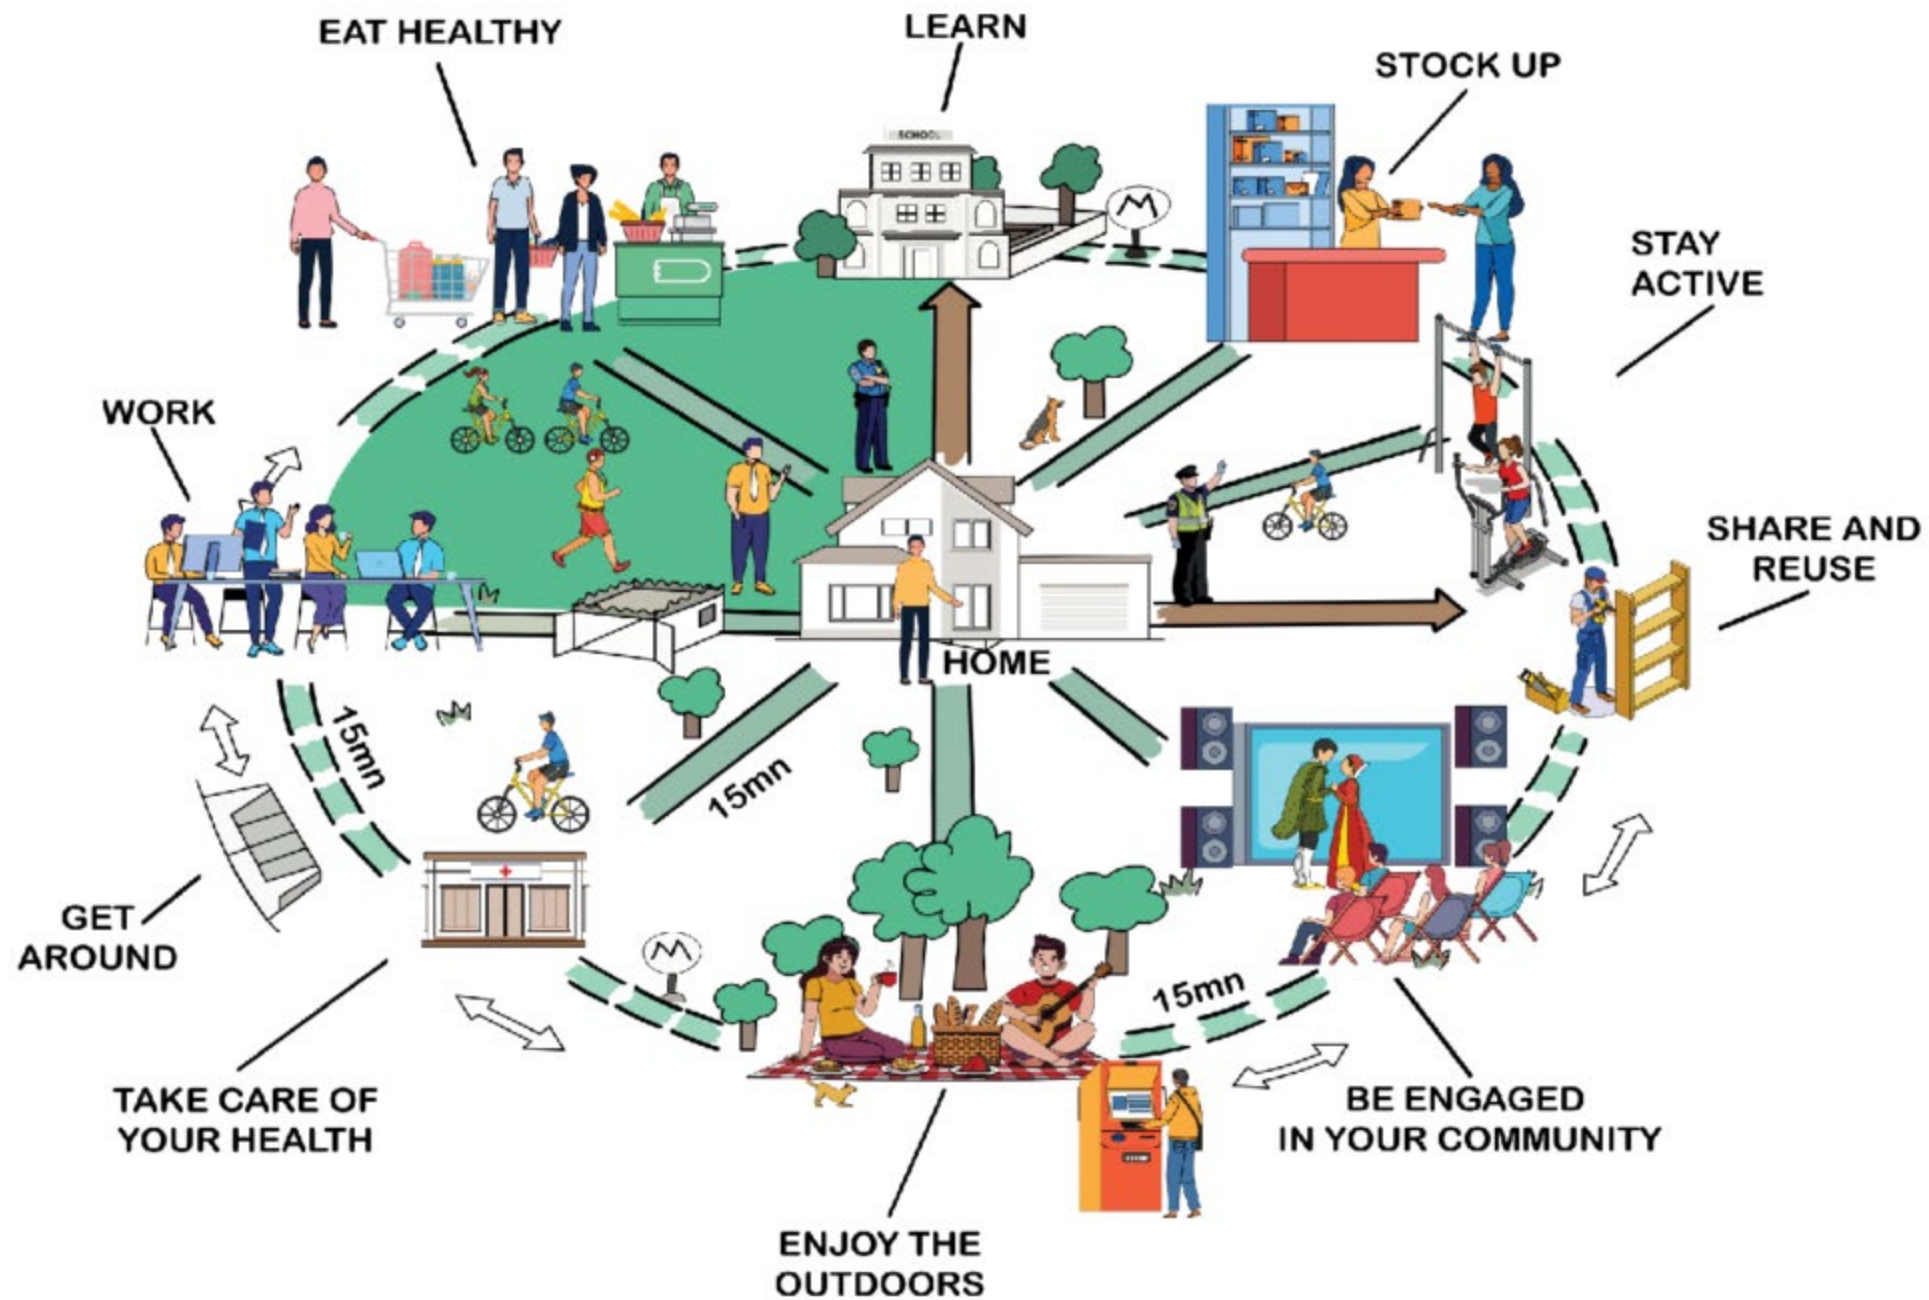 EAT HEALTHY
LEARN
STOCK UP
SCHOOL
M
STAY
ACTIVE
WORK
SHARE AND
REUSE
HOME
15mn
15mn
GET
AROUND
M
15mn
TAKE CARE OF
YOUR HEALTH
BE ENGAGED
IN YOUR COMMUNITY
ENJOY THE
OUTDOORS